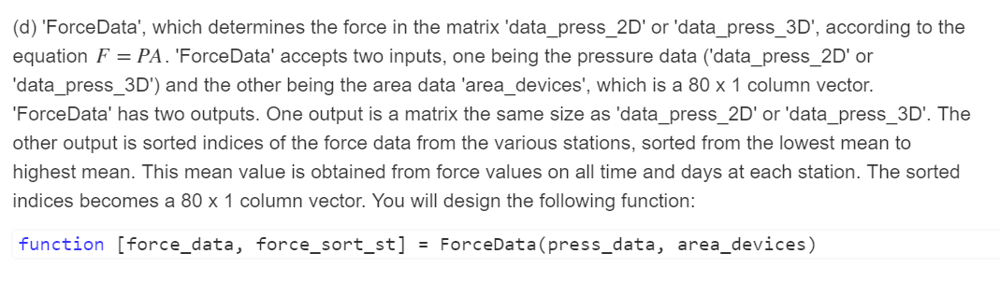 (d) 'ForceData', which determines the force in the matrix 'data_press_2D' or 'data_press_3D', according to the
equation F = PA. 'ForceData' accepts two inputs, one being the pressure data ('data_press_2D' or
'data_press_3D') and the other being the area data 'area_devices', which is a 80 x 1 column vector.
'ForceData' has two outputs. One output is a matrix the same size as 'data_press_2D' or 'data_press_3D'. The
other output is sorted indices of the force data from the various stations, sorted from the lowest mean to
highest mean. This mean value is obtained from force values on all time and days at each station. The sorted
indices becomes a 80 x 1 column vector. You will design the following function:
function [force_data, force_sort_st] = ForceData(press_data, area_devices)